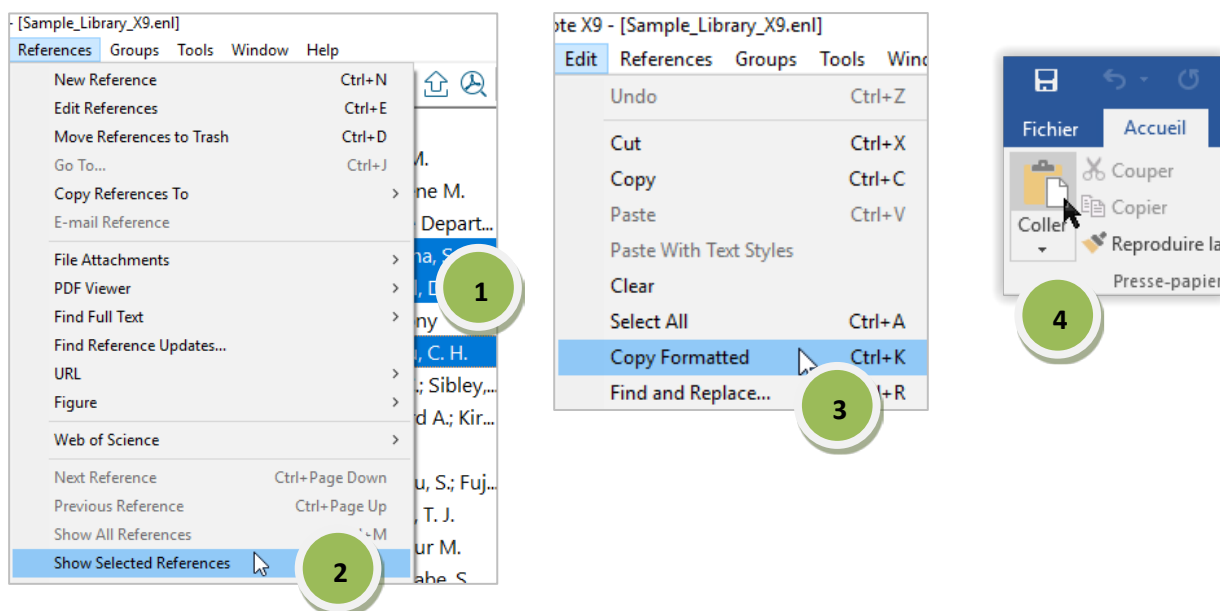 - [Sample_Library_X9.enl]
References Groups Tools Window Help
New Reference Ctrl+N
Edit References Ctrl+E
Move References to Trash Ctrl+D
Go To... Ctrl+J
Copy References To
E-mail Reference
File Attachments
PDF Viewer
Find Full Text
Find Reference Updates...
URL
Figure
Web of Science
Next Reference Ctrl+Page Down
Previous Reference Ctrl+Page Up
Show All References +M
Show Selected References
M.
ne M.
Depart...
na, S
, D
ny
, C. H.
.; Sibley,...
d A.; Kir...
u, S.; Fuj...
, T. J.
ur M.
abe, S
1
2
ote X9 - [Sample_Library_X9.enl]
Edit References Groups Tools Wind
Undo Ctrl+Z
Cut Ctrl+X
Copy Ctrl+C
Paste Ctrl+V
Paste With Text Styles
Clear
Select All Ctrl+A
Copy Formatted Ctrl+K
Find and Replace... +R
3
Fichier Accueil
Couper
Copier
Coller
Reproduire la
Presse-papier
4